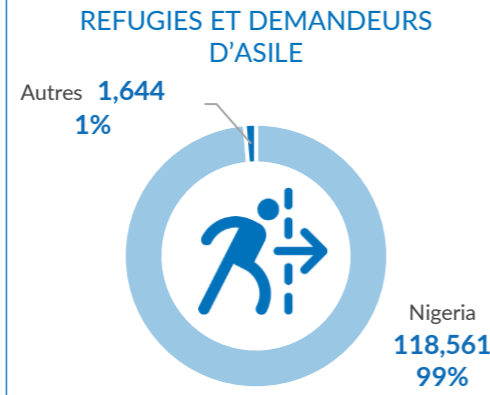 REFUGIES ET DEMANDEURS
D’ASILE
Autres 1,644
1%
Nigeria
118,561
99%